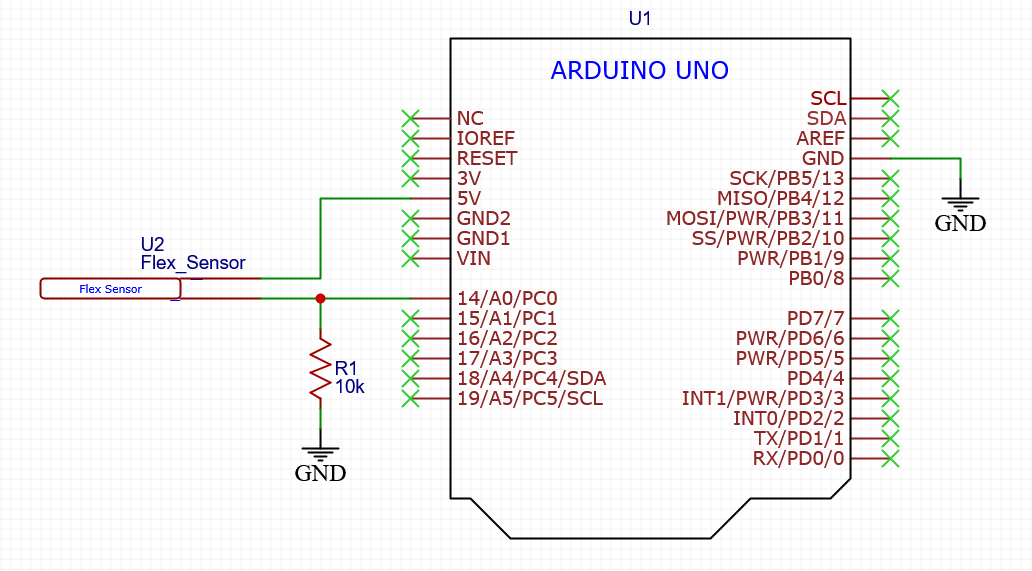 U1
ARDUINO UNO
NC
IOREF
RESET
3V
5V
GND2
GND1
VIN
14/A0/PC0
15/A1/PC1
16/A2/PC2
17/A3/PC3
18/A4/PC4/SDA
19/A5/PC5/SCL
SCL
SDA
AREF
GND
SCK/PB5/13
MISO/PB4/12
MOSI/PWR/PB3/11
SS/PWR/PB2/10
PWR/PB1/9
PB0/8
PD7/7
PWR/PD6/6
PWR/PD5/5
PD4/4
INT1/PWR/PD3/3
INT0/PD2/2
TX/PD1/1
RX/PD0/0
GND
U2
Flex_Sensor
Flex Sensor
R1
10k
GND